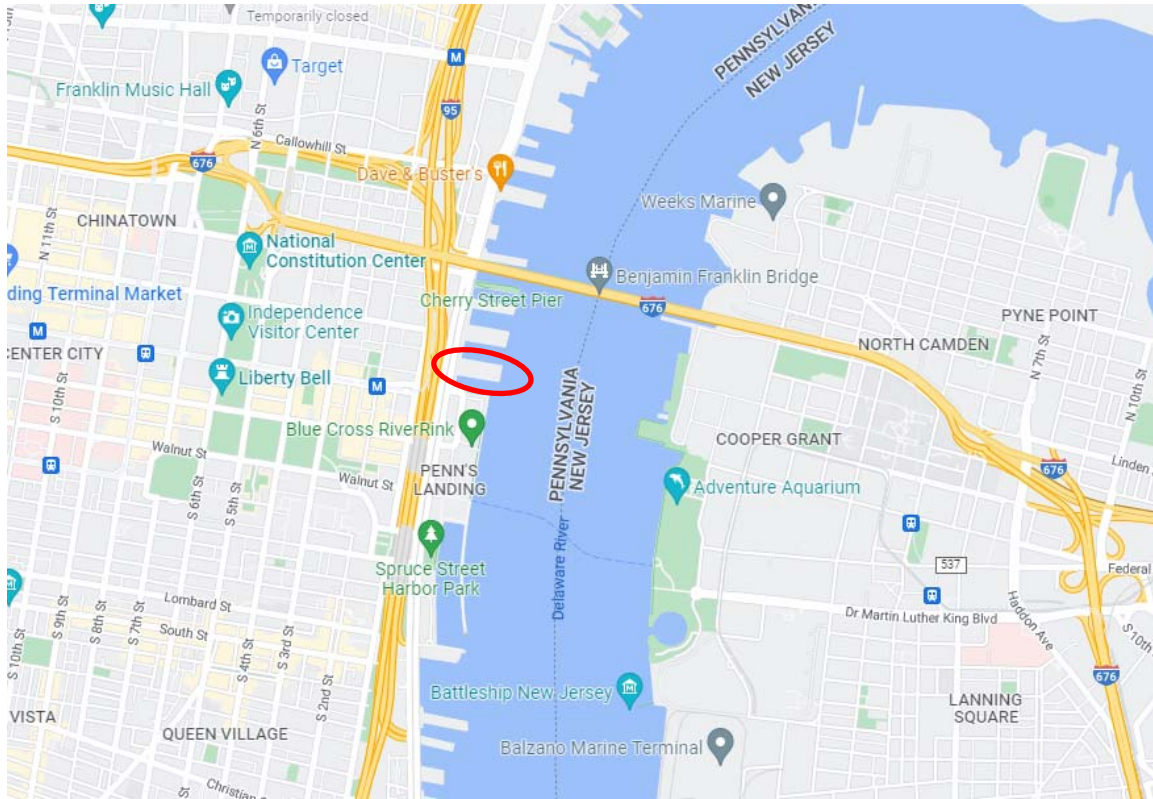 Temporarily closed
Target
Franklin Music Hall
N 6th St
Callowhill St
M
95
PENNSYLVANIA
NEW JERSEY
676
Dave & Buster's
CHINATOWN
N 11th St
National
Constitution Center
Weeks Marine
Benjamin Franklin Bridge
ding Terminal Market
Cherry Street Pier
676
Independence
Visitor Center
PYNE POINT
M
CENTER CITY
NORTH CAMDEN
N 7th St
Liberty Bell
M
S 10th St
N 10th St
PENNSYLVANIA
NEW JERSEY
Blue Cross RiverRink
COOPER GRANT
Walnut St
Walnut St
PENN'S
LANDING
676
Linden
Adventure Aquarium
S 6th St
S 5th St
Delaware River
Spruce Street
Harbor Park
537
Federal
Lombard St
South St
Dr Martin Luther King Blvd
Haddon Ave
S 10th St
S 10th St
S 9th St
S 8th St
S 7th St
S 4th St
S 3rd St
S 2nd St
676
Battleship New Jersey
LANNING
SQUARE
VISTA
QUEEN VILLAGE
Balzano Marine Terminal
Christian